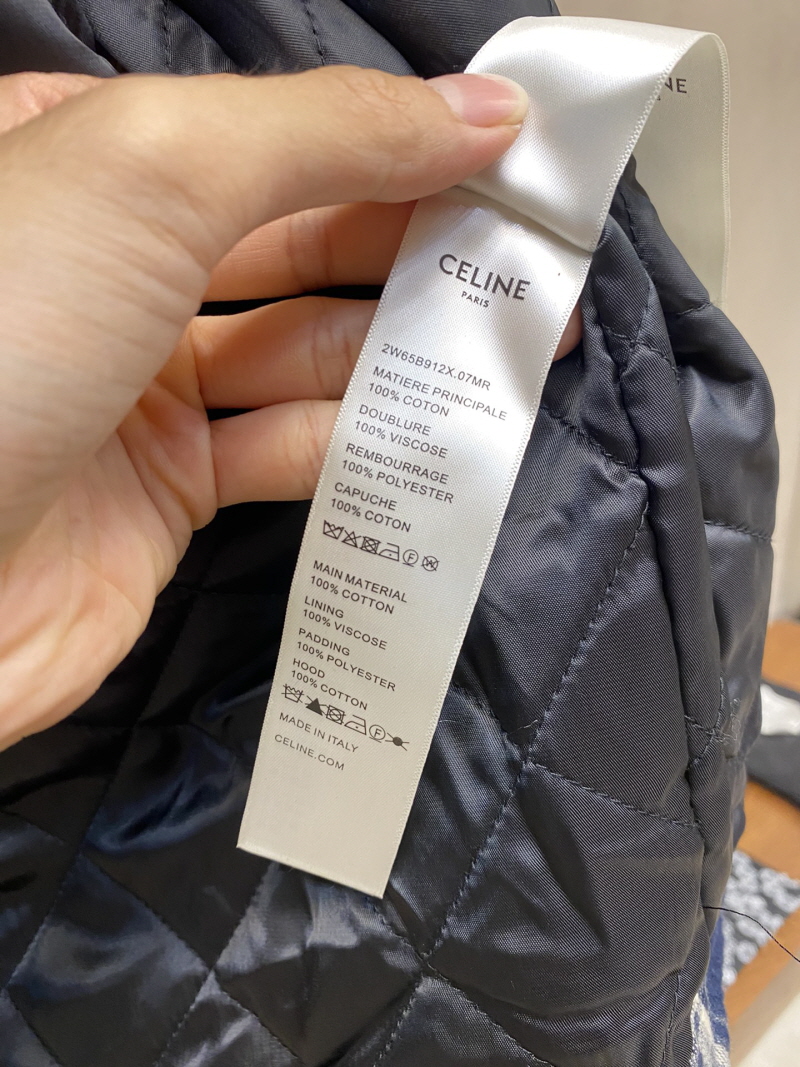 NE
CELINE
PARIS
2W65B912X.07MR
MATIERE PRINCIPALE
100% COTON
DOUBLURE
100% VISCOSE
REMBOURRAGE
100% POLYESTER
CAPUCHE
100% COTON
MAIN MATERIAL
100% COTTON
LINING
100% VISCOSE
PADDING
100% POLYESTER
HOOD
100% COTTON
MADE IN ITALY
CELINE.COM